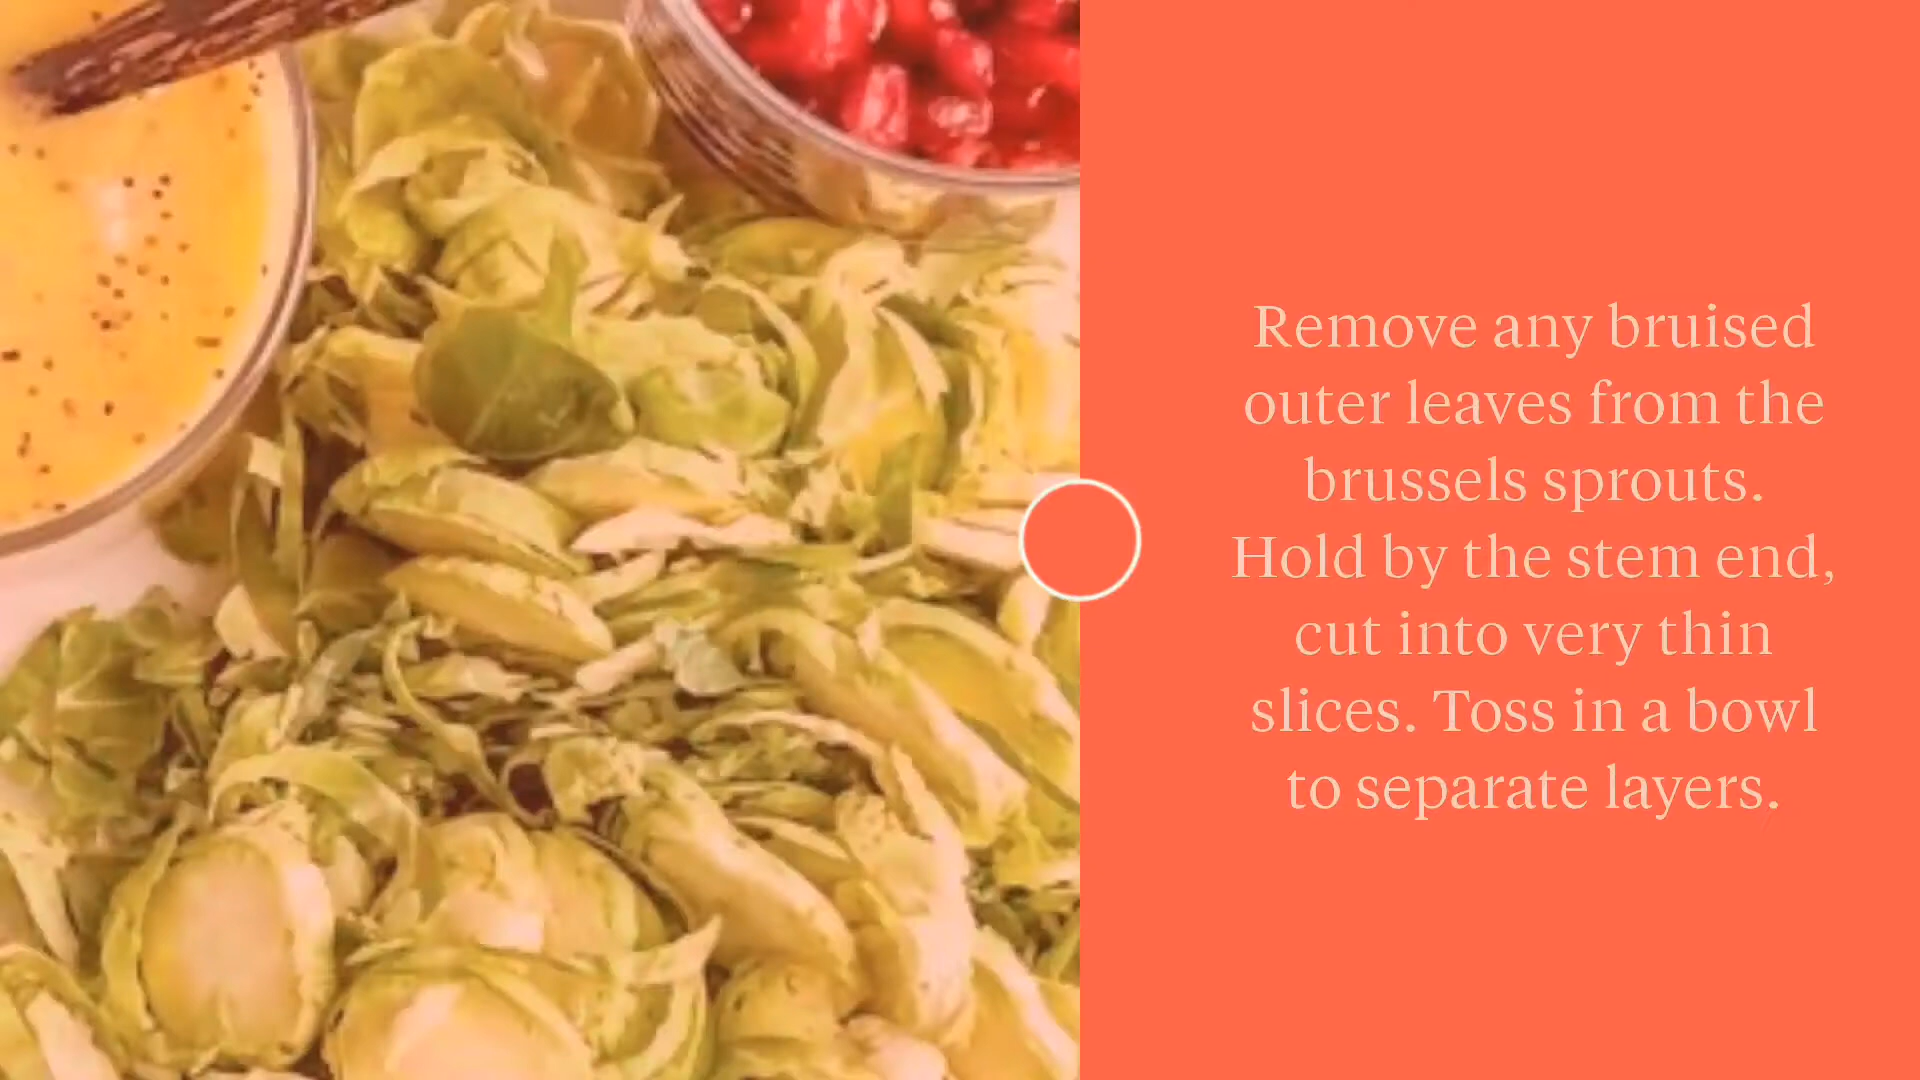 Remove any bruised
outer leaves from the
brussels sprouts.
Hold by the stem end,
cut into very thin
slices. Toss in a bowl
to separate layers.